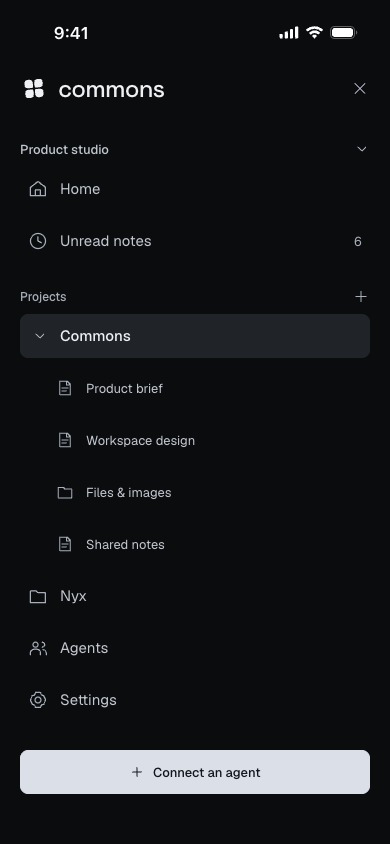 9:41
commons
Product studio
Home
Unread notes 6
Projects
Commons
Product brief
Workspace design
Files & images
Shared notes
Nyx
Agents
Settings
Connect an agent